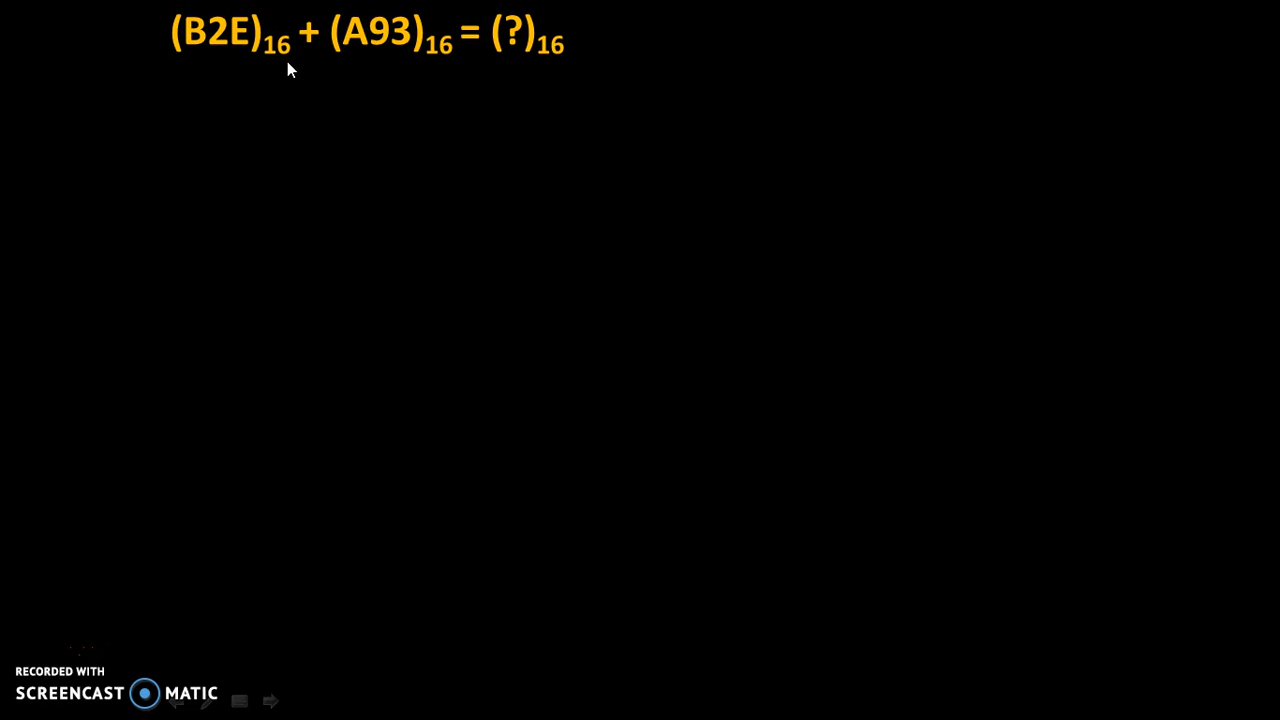 (B2E)₁₆ + (A93)₁₆ = (?)₁₆
RECORDED WITH
SCREENCAST MATIC